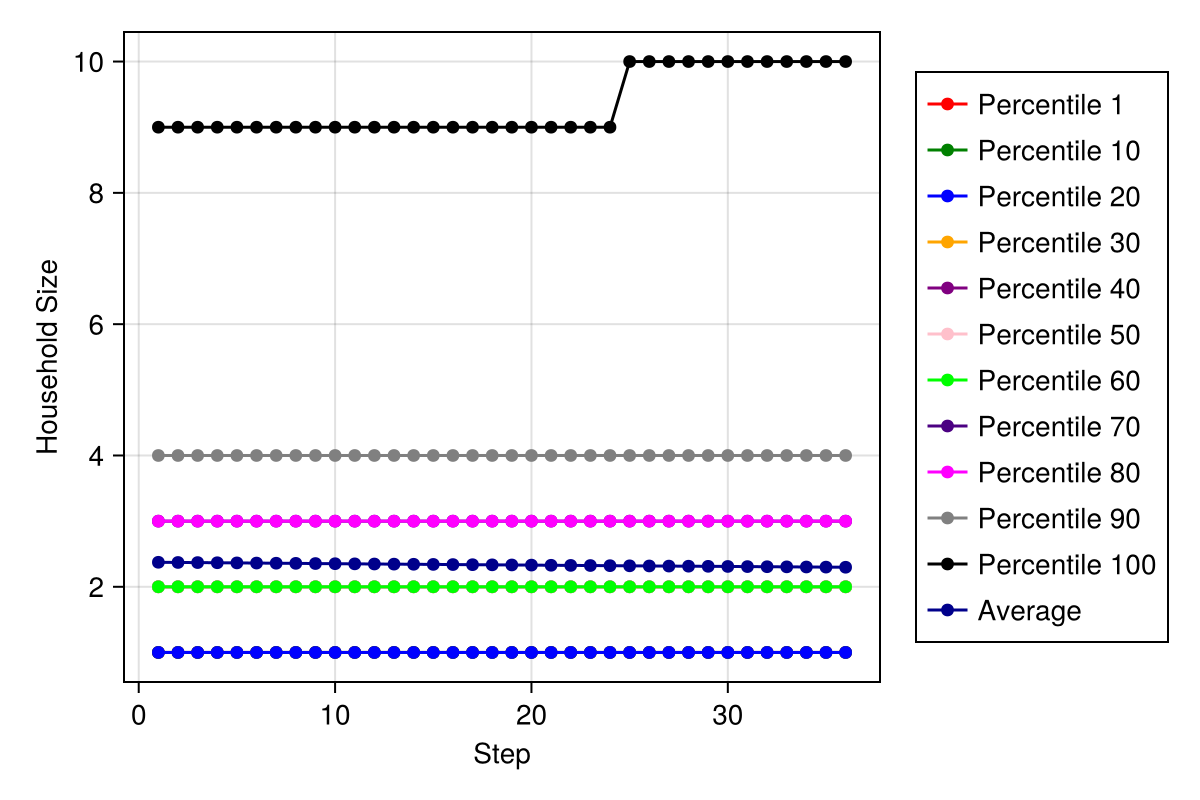 10
8
6
4
2
Household Size
0 10 20 30
Step
Percentile 1
Percentile 10
Percentile 20
Percentile 30
Percentile 40
Percentile 50
Percentile 60
Percentile 70
Percentile 80
Percentile 90
Percentile 100
Average